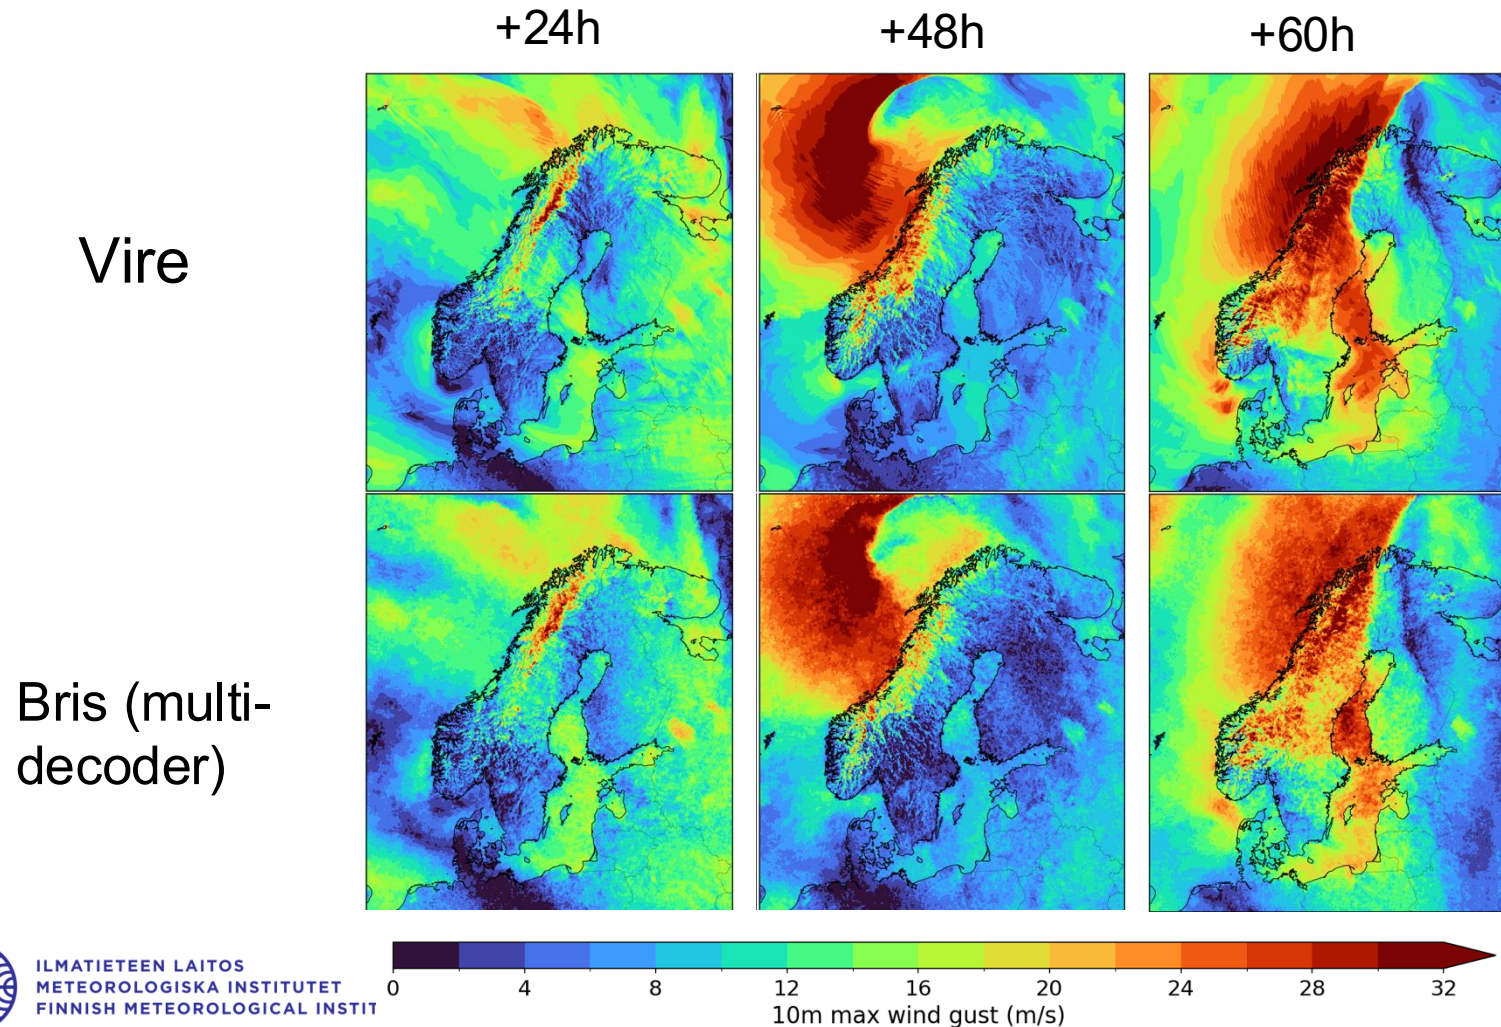 +24h
+48h
+60h
Vire
Bris (multi-
decoder)
ILMATIETEEN LAITOS
METEOROLOGISKA INSTITUTET
FINNISH METEOROLOGICAL INSTIT
0 4 8 12 16 20 24 28 32
10m max wind gust (m/s)